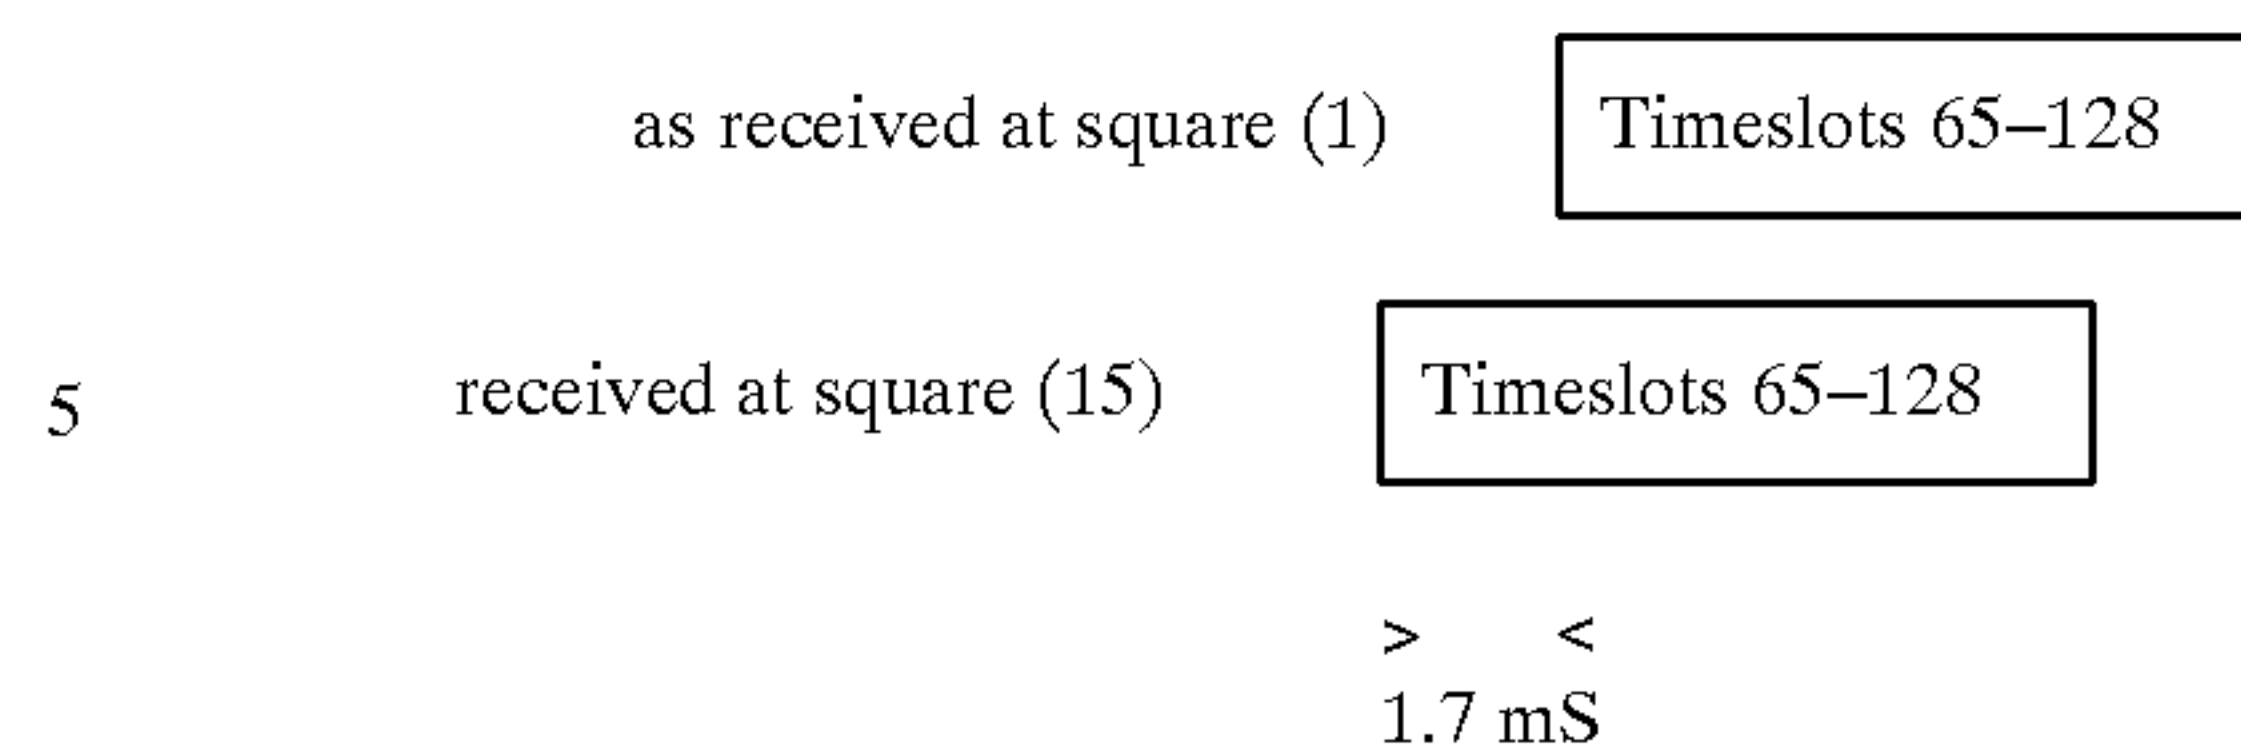 as received at square (1) Timeslots 65–128
5 received at square (15) Timeslots 65–128
> <
1.7 mS